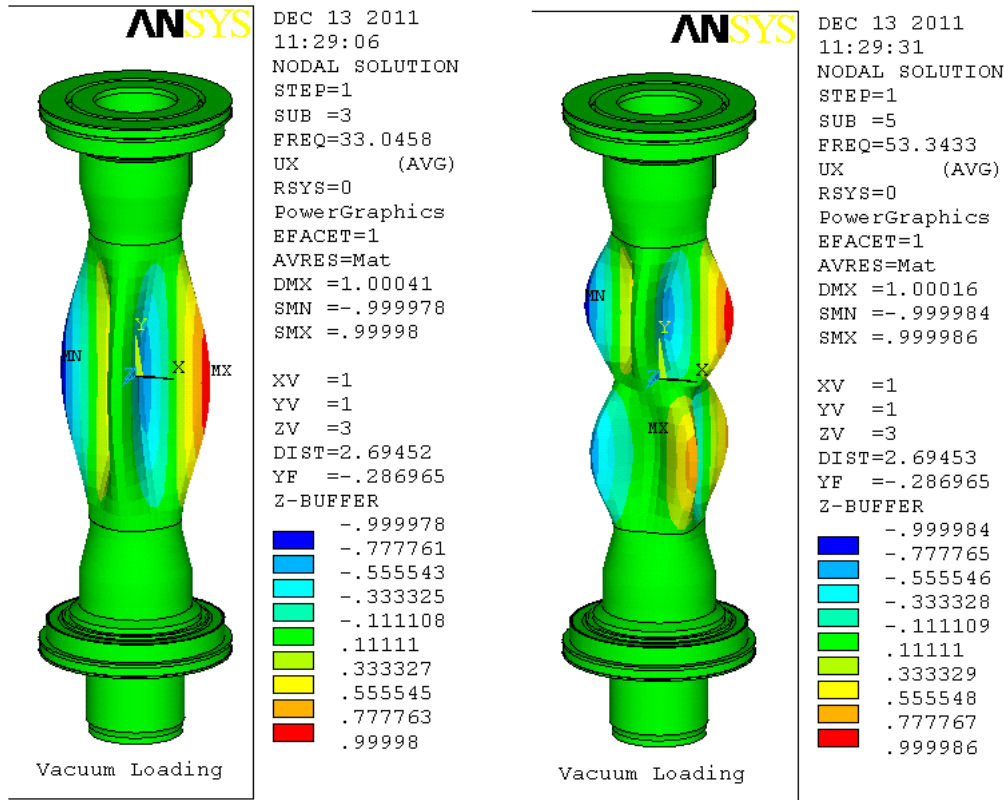 ANSYS
DEC 13 2011
11:29:06
NODAL SOLUTION
STEP=1
SUB =3
FREQ=33.0458
UX (AVG)
RSYS=0
PowerGraphics
EFACET=1
AVRES=Mat
DMX =1.00041
SMN =-.999978
SMX =.99998
XV =1
YV =1
ZV =3
DIST=2.69452
YF =-.286965
Z-BUFFER
-.999978
-.777761
-.555543
-.333325
-.111108
.11111
.333327
.555545
.777763
.99998
MN
Y
Z
X
MX
Vacuum Loading
ANSYS
DEC 13 2011
11:29:31
NODAL SOLUTION
STEP=1
SUB =5
FREQ=53.3433
UX (AVG)
RSYS=0
PowerGraphics
EFACET=1
AVRES=Mat
DMX =1.00016
SMN =-.999984
SMX =.999986
XV =1
YV =1
ZV =3
DIST=2.69453
YF =-.286965
Z-BUFFER
-.999984
-.777765
-.555546
-.333328
-.111109
.11111
.333329
.555548
.777767
.999986
MN
Y
Z
X
MX
Vacuum Loading